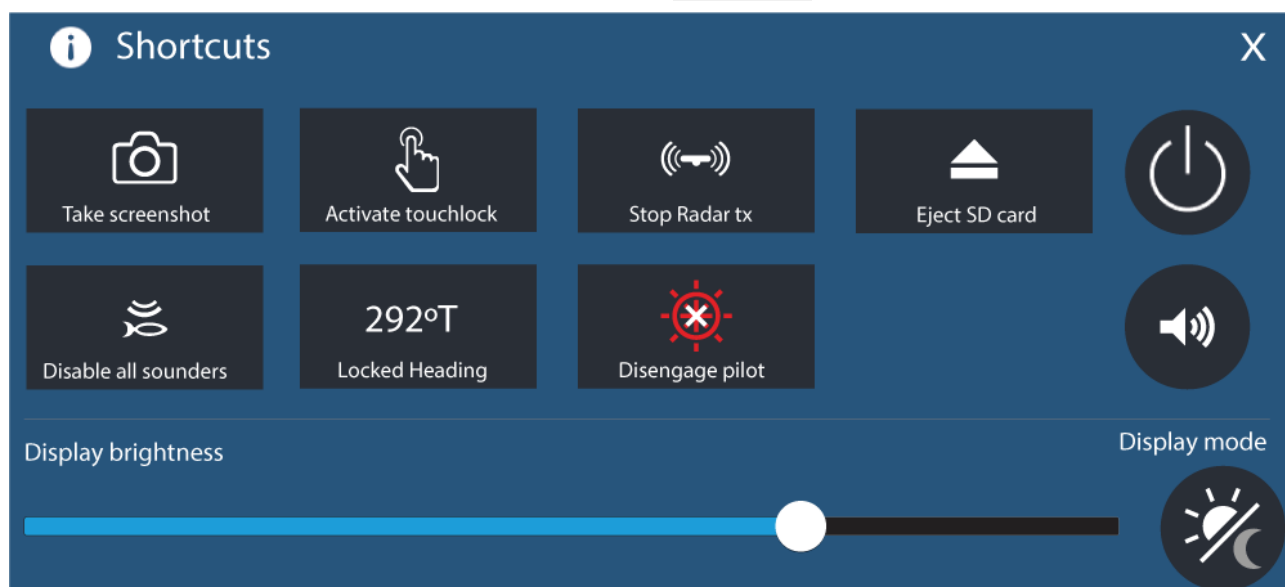 Shortcuts
X
Take screenshot
Activate touchlock
Stop Radar tx
Eject SD card
292ºT
Disable all sounders
Locked Heading
Disengage pilot
Display brightness
Display mode